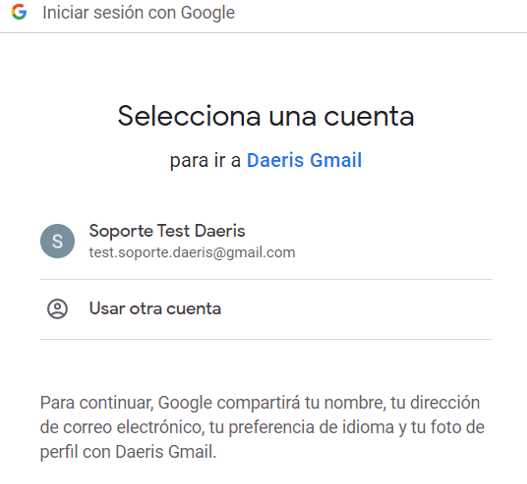 Iniciar sesión con Google
Selecciona una cuenta
para ir a Daeris Gmail
S
Soporte Test Daeris
test.soporte.daeris@gmail.com
Usar otra cuenta
Para continuar, Google compartirá tu nombre, tu dirección
de correo electrónico, tu preferencia de idioma y tu foto de
perfil con Daeris Gmail.